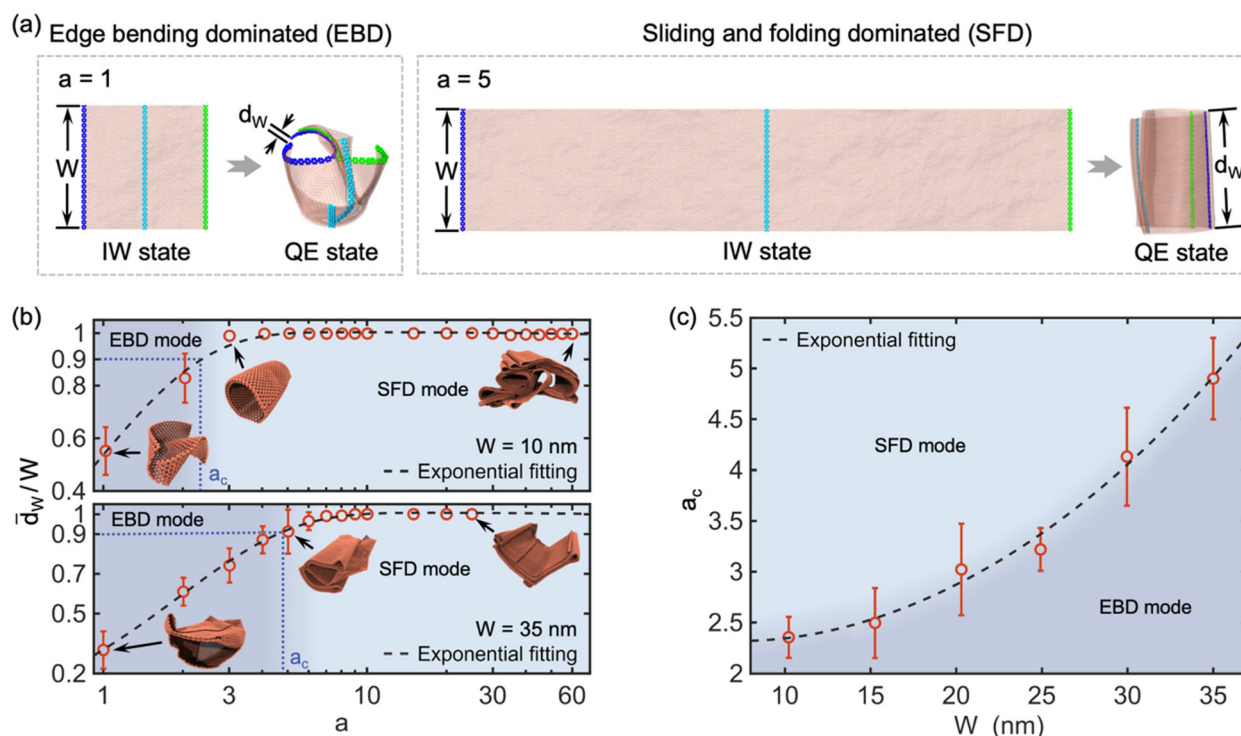 (a) Edge bending dominated (EBD)
Sliding and folding dominated (SFD)
a = 1
W
d_W
IW state
QE state
a = 5
W
IW state
d_W
QE state
(b)
EBD mode
SFD mode
W = 10 nm
Exponential fitting
a_c
1
0.9
0.8
0.6
0.4
d̄_W/W
EBD mode
SFD mode
W = 35 nm
Exponential fitting
a_c
1
0.9
0.7
0.5
0.2
1 3 10 30 60
a
(c)
Exponential fitting
SFD mode
EBD mode
5.5
5
4.5
4
3.5
3
2.5
2
a_c
10 15 20 25 30 35
W (nm)